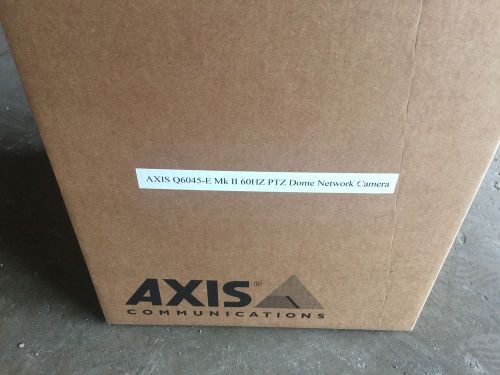 AXIS Q6045-E Mk II 60HZ PTZ Dome Network Camera
AXIS®
COMMUNICATIONS